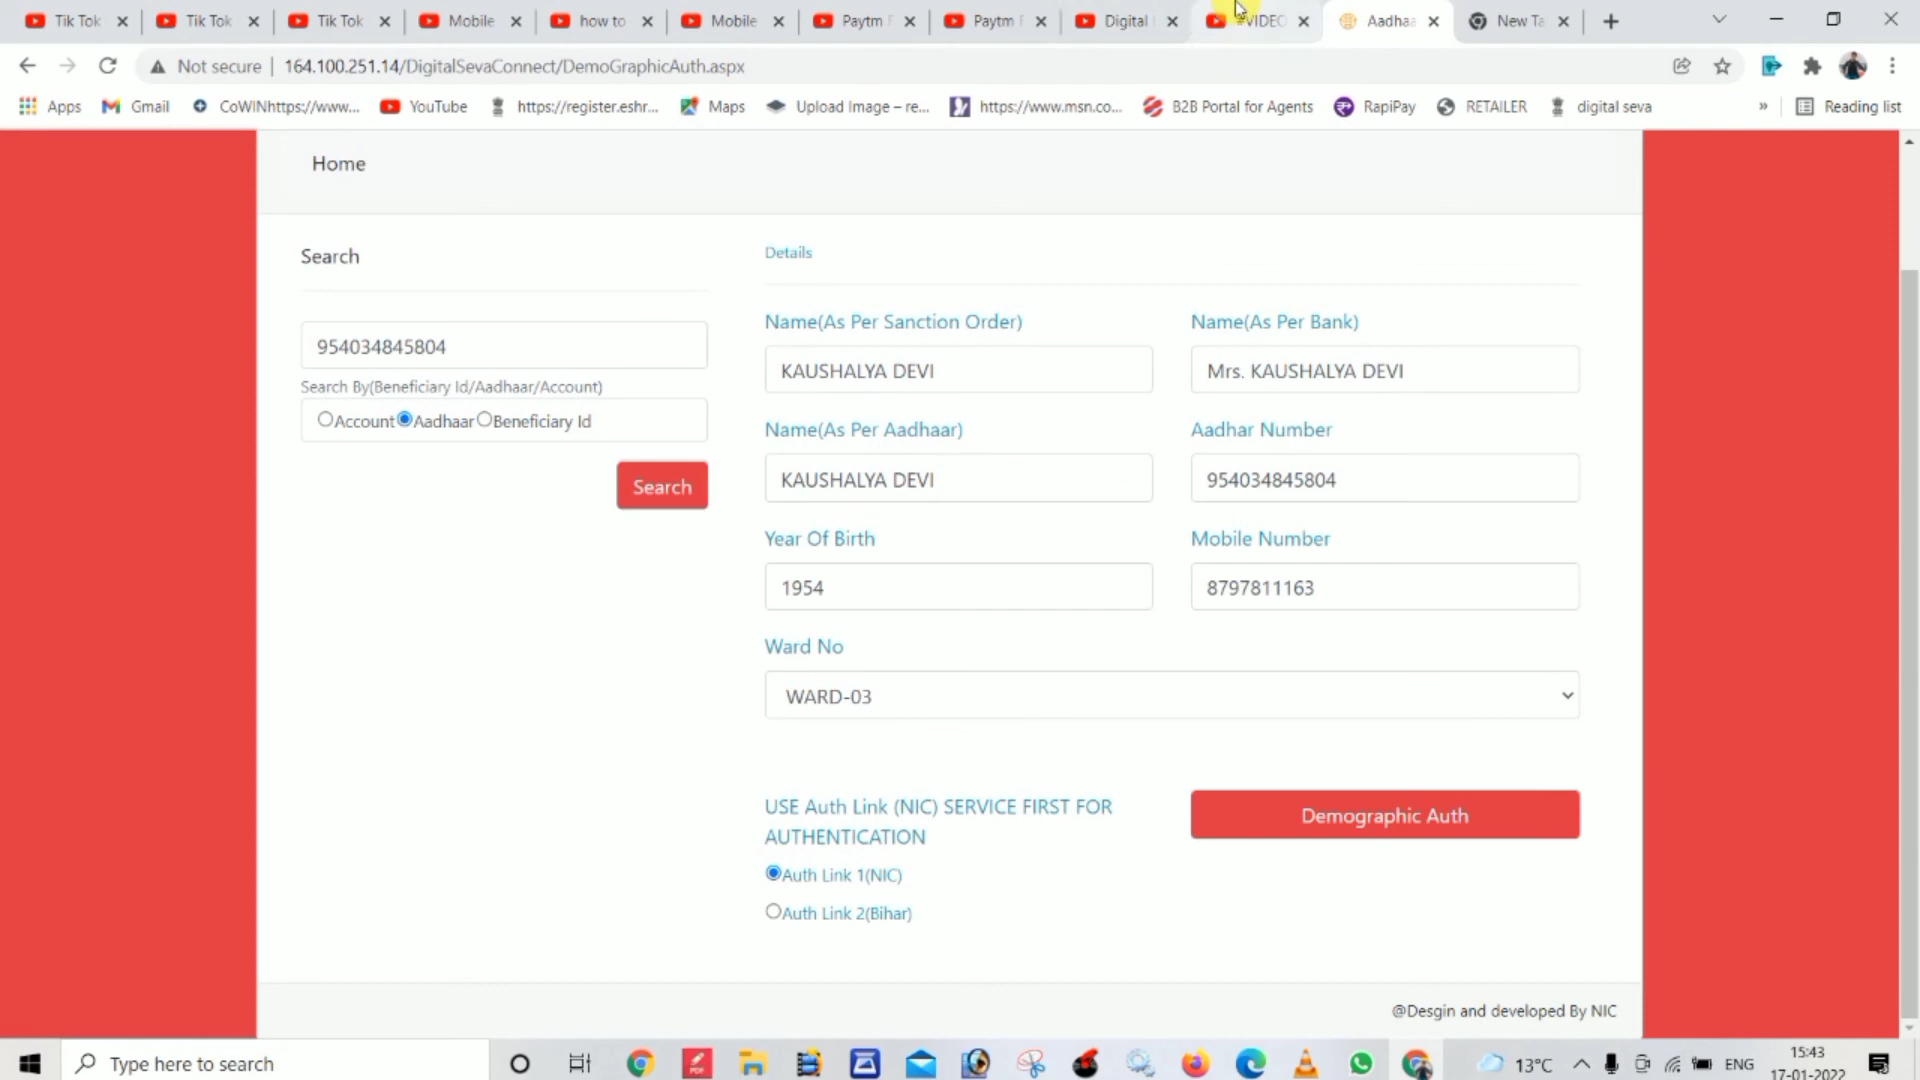 Tik Tok Tik Tok Tik Tok Mobile how to Mobile Paytm Paytm Digital #VIDEO Aadhaa New Ta
Not secure 164.100.251.14/DigitalSevaConnect/DemoGraphicAuth.aspx
Apps Gmail CoWINhttps://www... YouTube https://register.eshr... Maps Upload Image – re... https://www.msn.co... B2B Portal for Agents RapiPay RETAILER digital seva » Reading list
Home
Search
Details
Name(As Per Sanction Order) Name(As Per Bank)
954034845804
KAUSHALYA DEVI Mrs. KAUSHALYA DEVI
Search By(Beneficiary Id/Aadhaar/Account)
Account Aadhaar Beneficiary Id
Name(As Per Aadhaar) Aadhar Number
Search
KAUSHALYA DEVI 954034845804
Year Of Birth Mobile Number
1954 8797811163
Ward No
WARD-03
USE Auth Link (NIC) SERVICE FIRST FOR
AUTHENTICATION
Demographic Auth
Auth Link 1(NIC)
Auth Link 2(Bihar)
@Desgin and developed By NIC
Type here to search
PDF
13°C ENG
15:43
17-01-2022